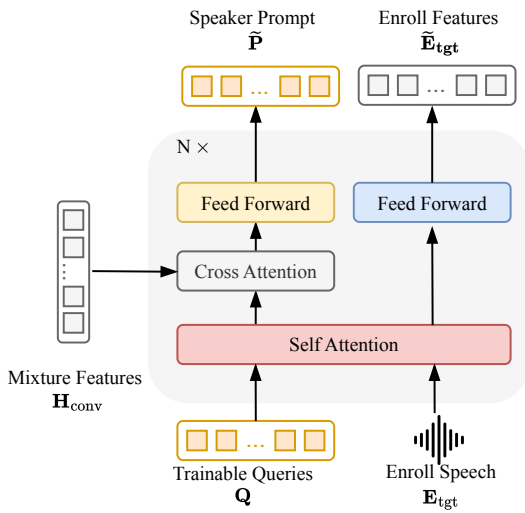 Speaker Prompt
P̃
Enroll Features
Ẽtgt
N ×
Feed Forward
Feed Forward
Cross Attention
Self Attention
Mixture Features
Hconv
Trainable Queries
Q
Enroll Speech
Etgt